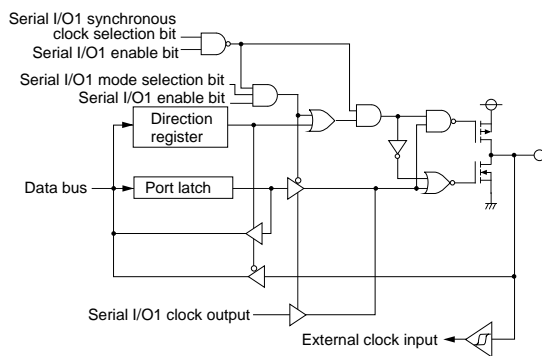 Serial I/O1 synchronous
clock selection bit
Serial I/O1 enable bit
Serial I/O1 mode selection bit
Serial I/O1 enable bit
Direction
register
Data bus
Port latch
Serial I/O1 clock output
External clock input